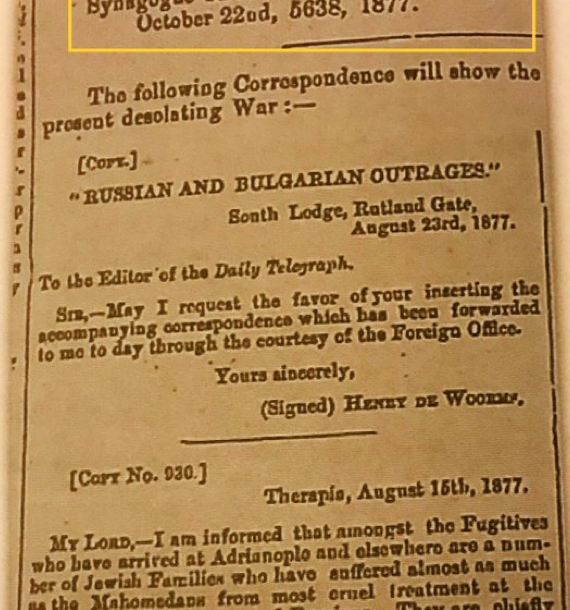 Synagogue
October 22nd, 5638, 1877.
The following Correspondence will show the
present desolating War :—
[COPY.]
"RUSSIAN AND BULGARIAN OUTRAGES."
South Lodge, Rutland Gate,
August 23rd, 1877.
To the Editor of the Daily Telegraph.
SIR,—May I request the favor of your inserting the
accompanying correspondence which has been forwarded
to me to day through the courtesy of the Foreign Office.
Yours sincerely,
(Signed) HENRY DE WOORMS.
[COPY No. 930.]
Therapia, August 15th, 1877.
MY LORD,—I am informed that amongst the Fugitives
who have arrived at Adrianople and elsewhere are a num-
ber of Jewish Families who have suffered almost as much
as the Mahomedans from most cruel treatment at the
They are chiefly